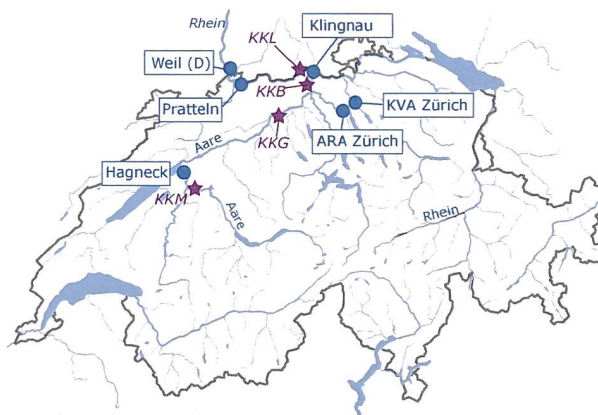 Rhein
KKL
Klingnau
Weil (D)
KKB
Pratteln
KVA Zürich
KKG
ARA Zürich
Aare
Hagneck
KKM
Aare
Rhein